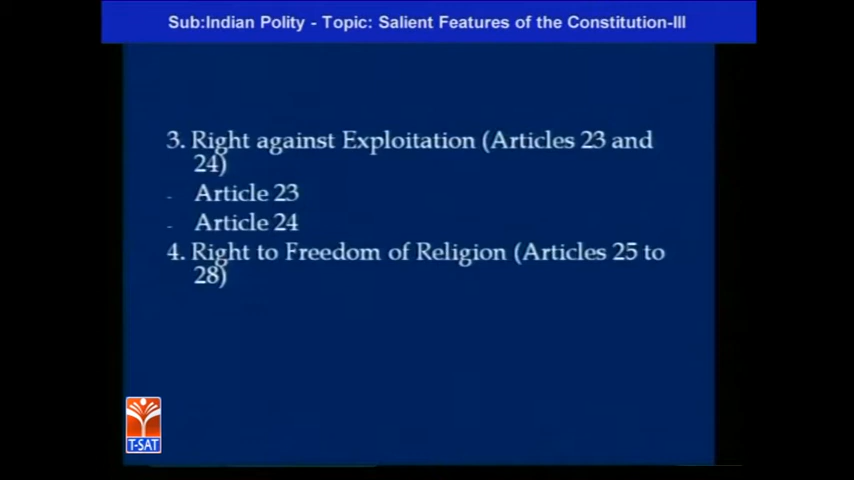 Sub:Indian Polity - Topic: Salient Features of the Constitution-III
3. Right against Exploitation (Articles 23 and
24)
- Article 23
- Article 24
4. Right to Freedom of Religion (Articles 25 to
28)
T-SAT